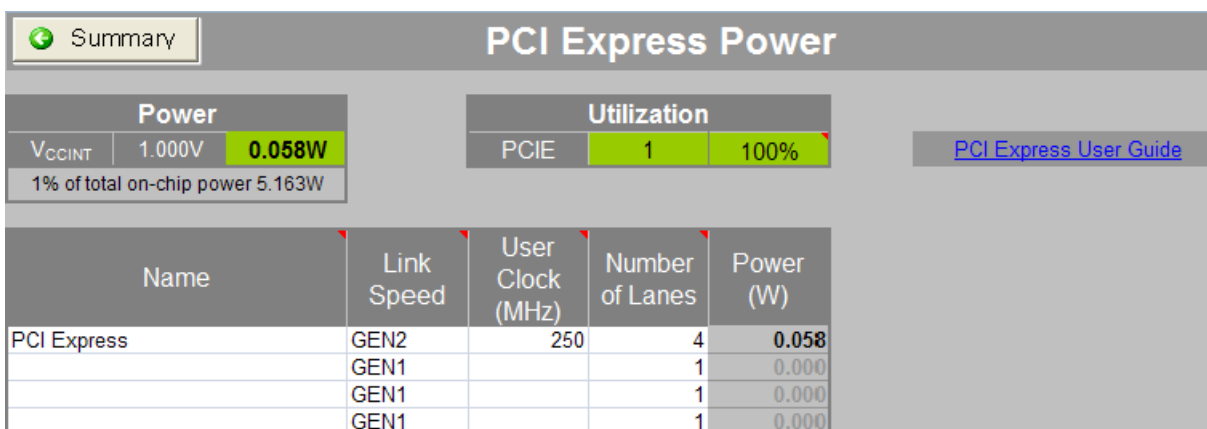 Summary
PCI Express Power
Power
Utilization
VCCINT 1.000V 0.058W
PCIE 1 100%
PCI Express User Guide
1% of total on-chip power 5.163W
Name Link Speed User Clock (MHz) Number of Lanes Power (W)
PCI Express GEN2 250 4 0.058
GEN1 1 0.000
GEN1 1 0.000
GEN1 1 0.000